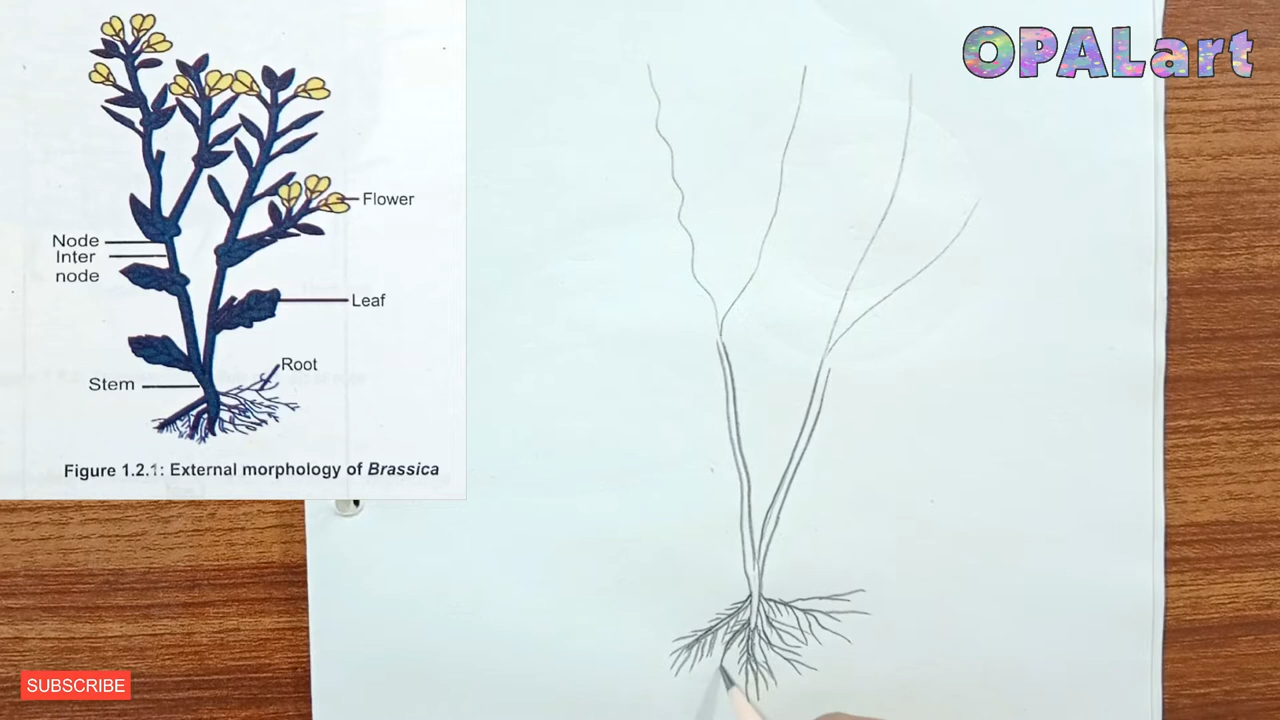 OPALart
Flower
Node
Inter
node
Leaf
Root
Stem
Figure 1.2.1: External morphology of Brassica
SUBSCRIBE